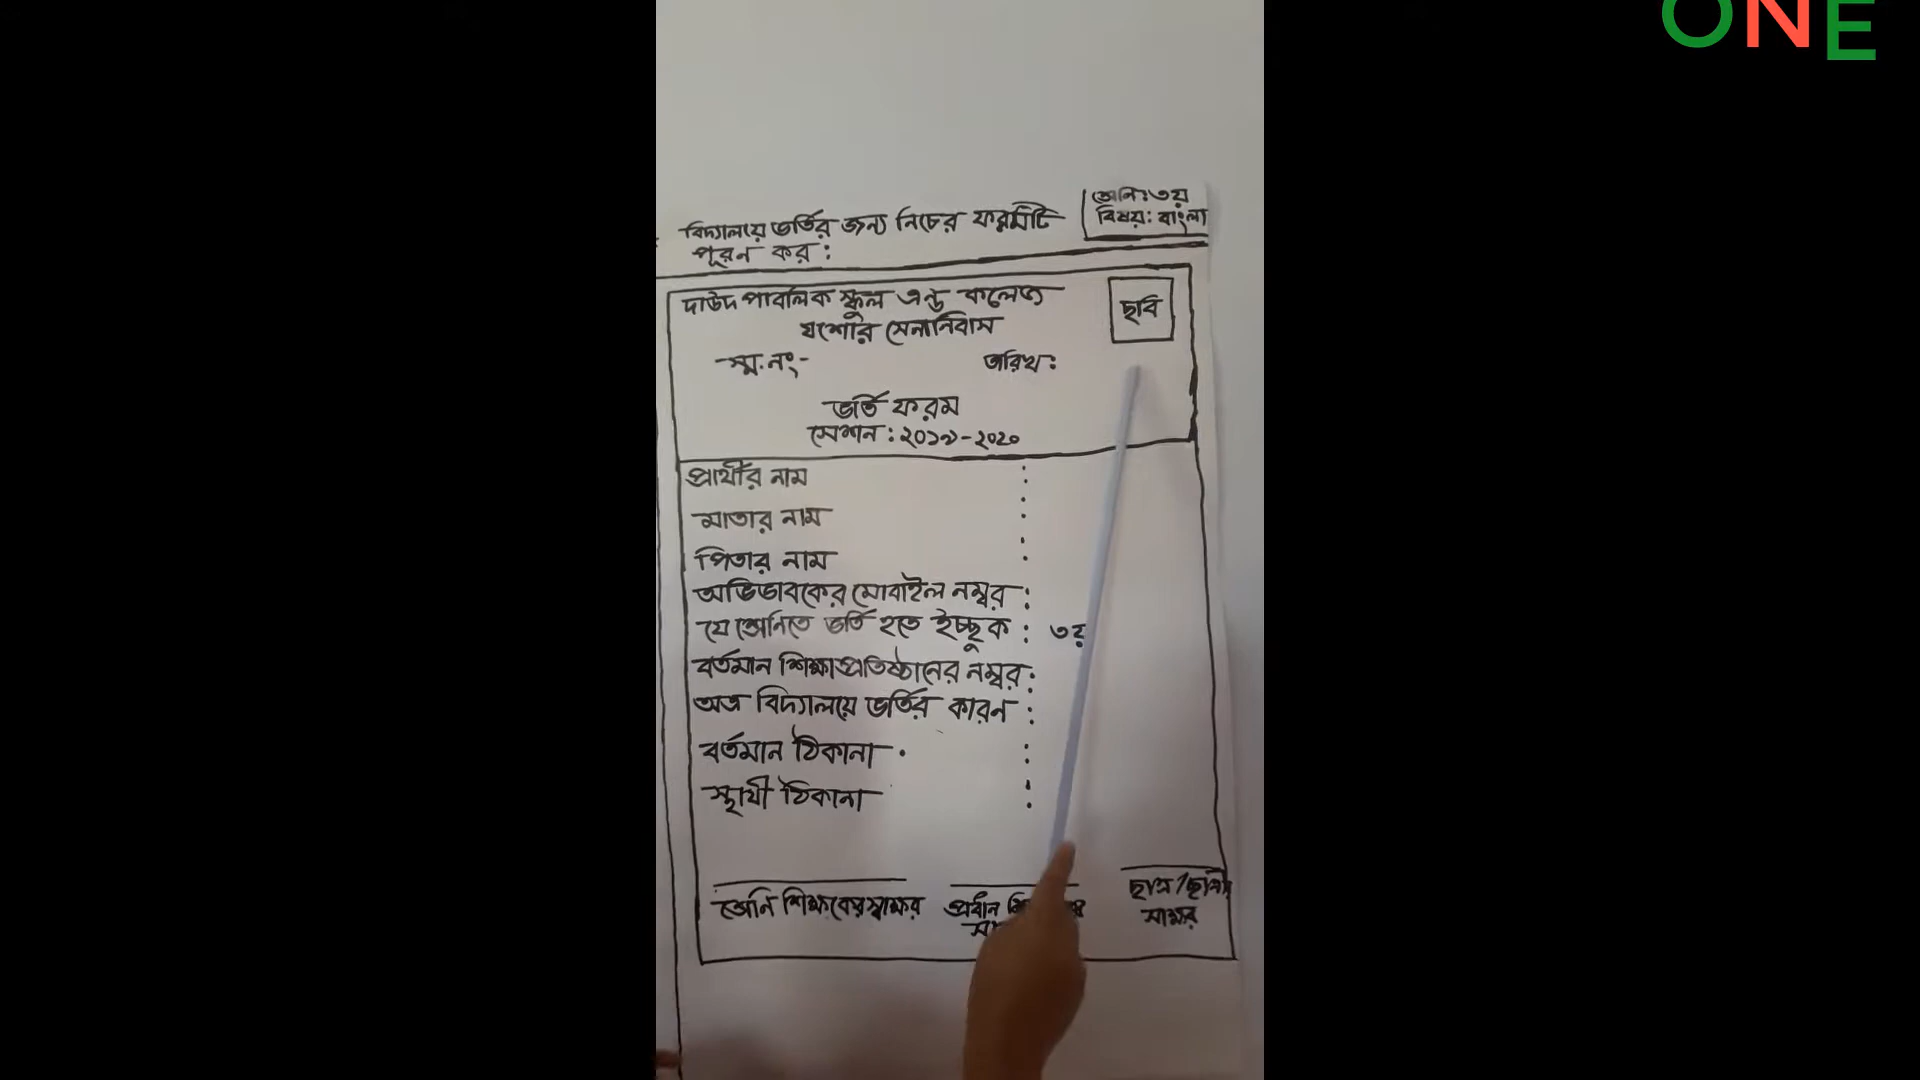 ONE
শ্রেনি: ৩য়
বিষয়: বাংলা
বিদ্যালয়ে ভর্তির জন্য নিচের ফরমটি
পূরন কর:
দাউদ পাবলিক স্কুল এন্ড কলেজ
যশোর সেনানিবাস
ছবি
স্ম.নং-
তারিখ:
ভর্তি ফরম
সেশন: ২০১৯-২০২০
প্রার্থীর নাম :
মাতার নাম :
পিতার নাম :
অভিভাবকের মোবাইল নম্বর :
যে শ্রেনিতে ভর্তি হতে ইচ্ছুক : ৩য়
বর্তমান শিক্ষাপ্রতিষ্ঠানের নম্বর :
অত্র বিদ্যালয়ে ভর্তির কারন :
বর্তমান ঠিকানা :
স্থায়ী ঠিকানা :
শ্রেনি শিক্ষকের স্বাক্ষর
প্রধান
ছাত্র/ছাত্রীর
সাক্ষর